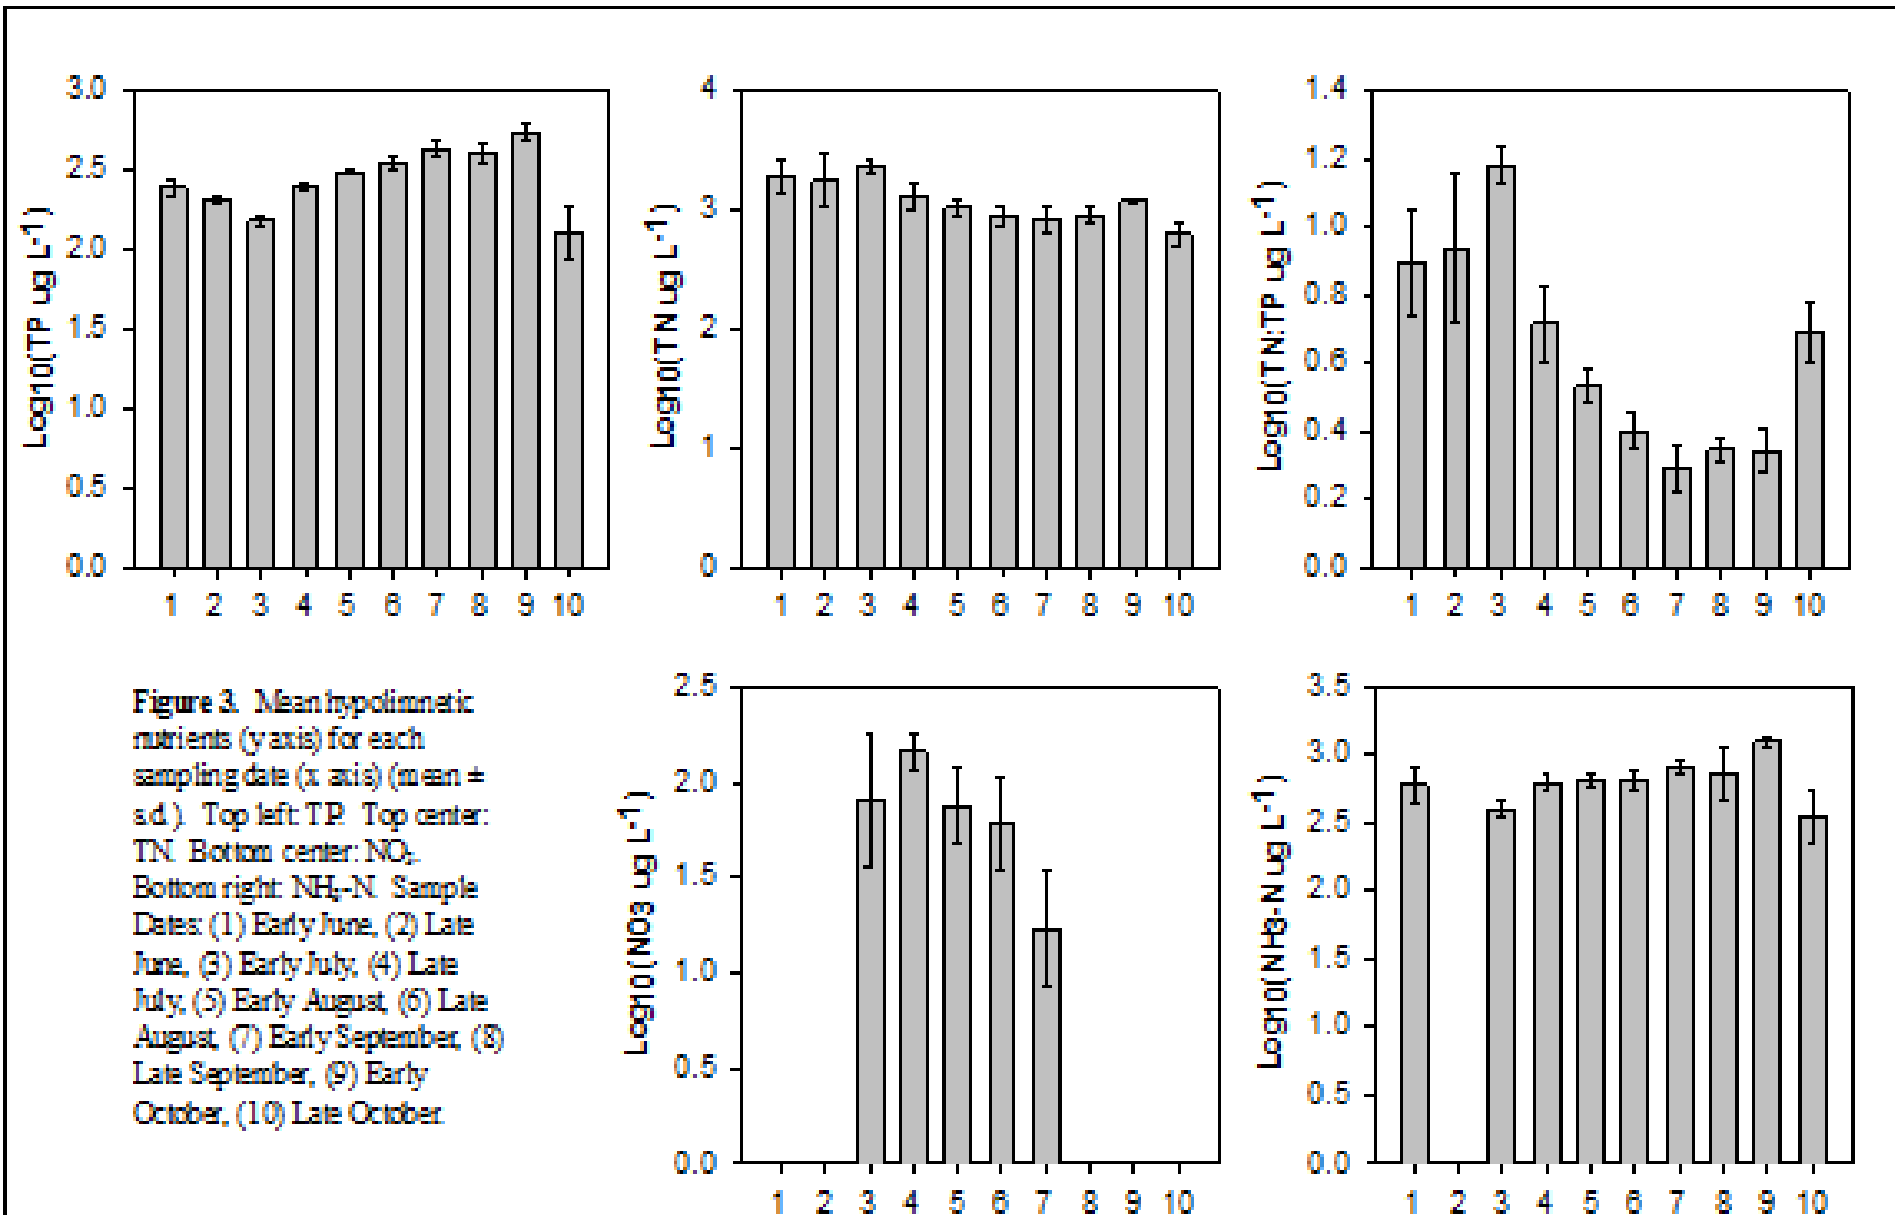 3.0
2.5
2.0
1.5
1.0
0.5
0.0
Log10(TP ug L-1)
1 2 3 4 5 6 7 8 9 10
4
3
2
1
0
Log10(TN ug L-1)
1 2 3 4 5 6 7 8 9 10
1.4
1.2
1.0
0.8
0.6
0.4
0.2
0.0
Log10(TN:TP ug L-1)
1 2 3 4 5 6 7 8 9 10
Figure 3. Mean hypolimnetic
nutrients (y axis) for each
sampling date (x axis) (mean ±
s.d.). Top left: TP. Top center:
TN. Bottom center: NO3.
Bottom right: NH3-N. Sample
Dates: (1) Early June, (2) Late
June, (3) Early July, (4) Late
July, (5) Early August, (6) Late
August, (7) Early September, (8)
Late September, (9) Early
October, (10) Late October.
2.5
2.0
1.5
1.0
0.5
0.0
Log10(NO3 ug L-1)
1 2 3 4 5 6 7 8 9 10
3.5
3.0
2.5
2.0
1.5
1.0
0.5
0.0
Log10(NH3-N ug L-1)
1 2 3 4 5 6 7 8 9 10